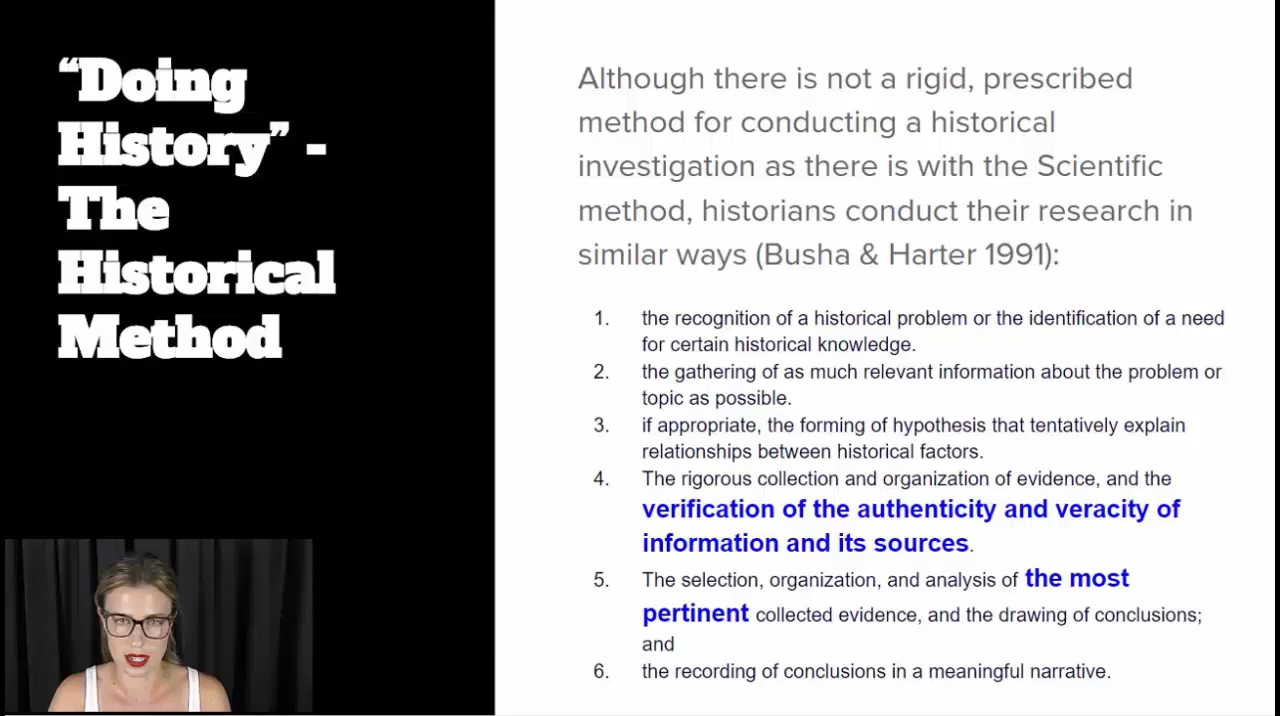 “Doing
History” -
The
Historical
Method
Although there is not a rigid, prescribed
method for conducting a historical
investigation as there is with the Scientific
method, historians conduct their research in
similar ways (Busha & Harter 1991):
1. the recognition of a historical problem or the identification of a need
for certain historical knowledge.
2. the gathering of as much relevant information about the problem or
topic as possible.
3. if appropriate, the forming of hypothesis that tentatively explain
relationships between historical factors.
4. The rigorous collection and organization of evidence, and the
verification of the authenticity and veracity of
information and its sources.
5. The selection, organization, and analysis of the most
pertinent collected evidence, and the drawing of conclusions;
and
6. the recording of conclusions in a meaningful narrative.